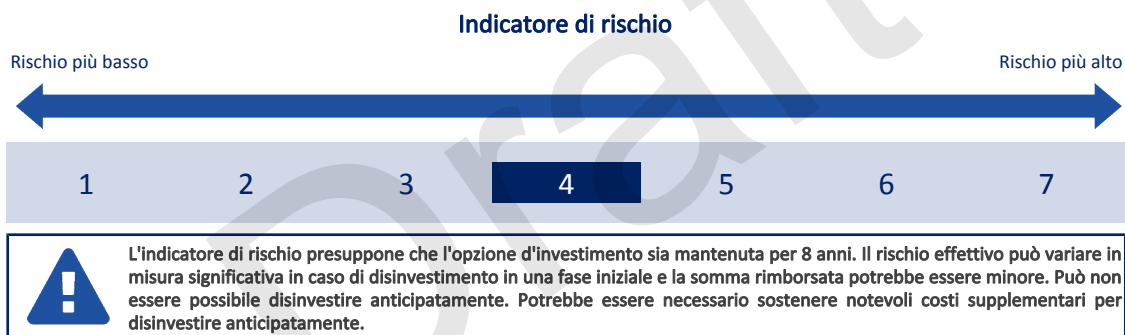 Indicatore di rischio
Rischio più basso
Rischio più alto
1 2 3 4 5 6 7
L'indicatore di rischio presuppone che l'opzione d'investimento sia mantenuta per 8 anni. Il rischio effettivo può variare in
misura significativa in caso di disinvestimento in una fase iniziale e la somma rimborsata potrebbe essere minore. Può non
essere possibile disinvestire anticipatamente. Potrebbe essere necessario sostenere notevoli costi supplementari per
disinvestire anticipatamente.
Draft